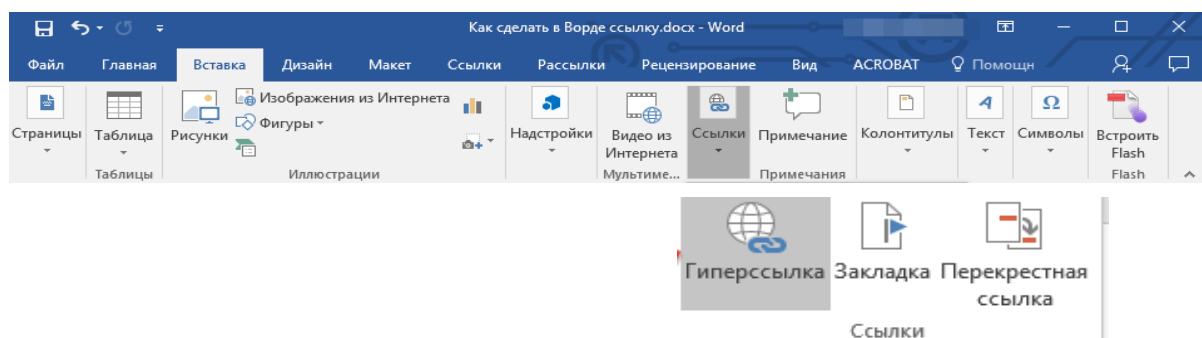 Как сделать в Ворде ссылку.docx - Word
Файл Главная Вставка Дизайн Макет Ссылки Рассылки Рецензирование Вид ACROBAT Помощн
Изображения из Интернета
Фигуры
Страницы Таблица Рисунки Надстройки Видео из Интернета Ссылки Примечание Колонтитулы Текст Символы Встроить Flash
Таблицы Иллюстрации Мультиме... Примечания Flash
Гиперссылка Закладка Перекрестная
ссылка
Ссылки